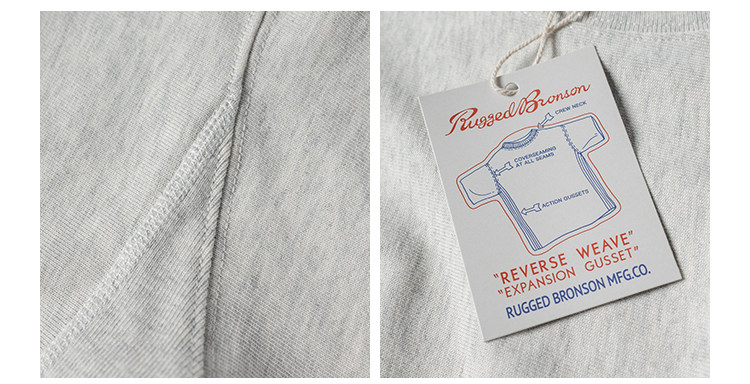 Rugged Bronson
CREW NECK
COVERSEAMING
AT ALL SEAMS
ACTION GUSSETS
"REVERSE WEAVE"
"EXPANSION GUSSET"
RUGGED BRONSON MFG.CO.